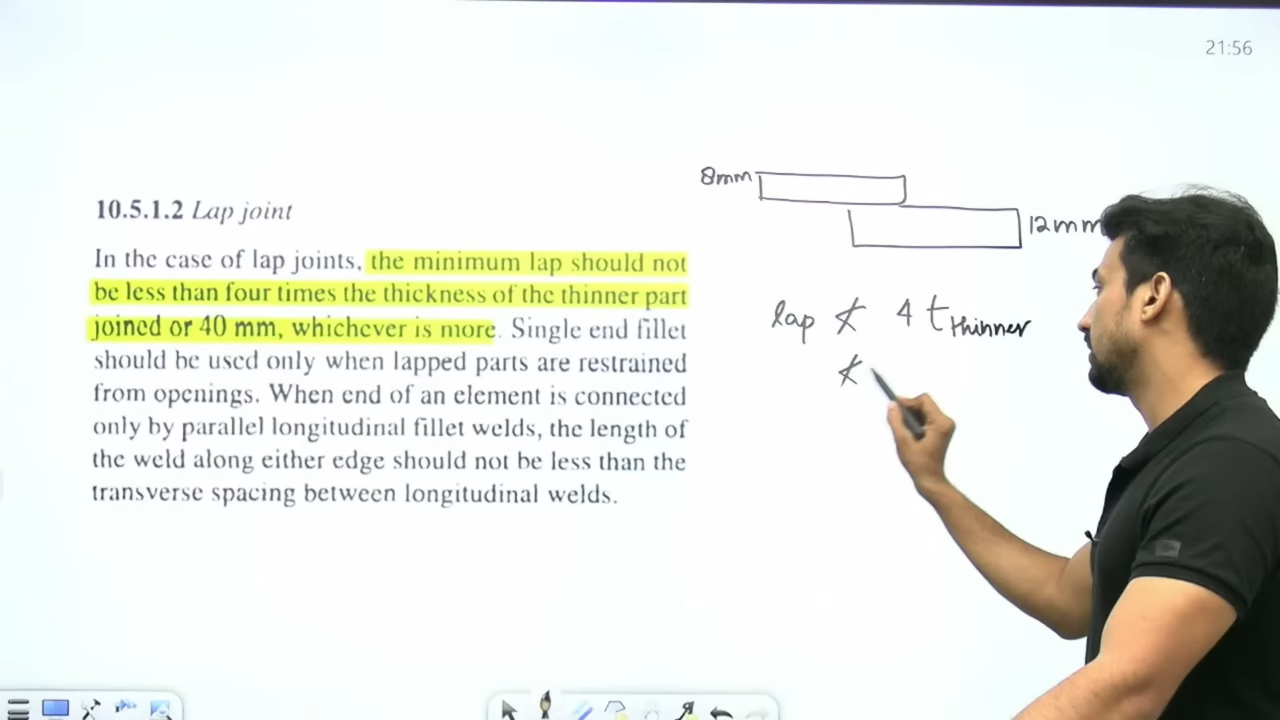 21:56
8mm
12mm
10.5.1.2 Lap joint
In the case of lap joints, the minimum lap should not
be less than four times the thickness of the thinner part
joined or 40 mm, whichever is more. Single end fillet
should be used only when lapped parts are restrained
from openings. When end of an element is connected
only by parallel longitudinal fillet welds, the length of
the weld along either edge should not be less than the
transverse spacing between longitudinal welds.
lap ≮ 4 t thinner
≮